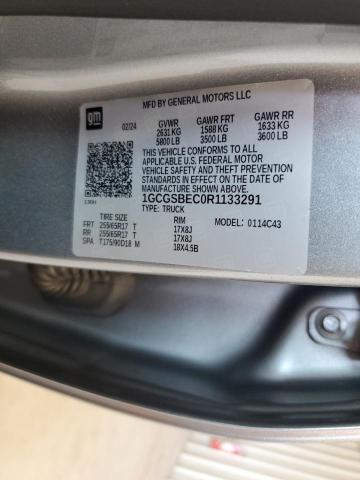 MFD BY GENERAL MOTORS LLC
gm
02/24 GVWR GAWR FRT GAWR RR
2631 KG 1588 KG 1633 KG
5800 LB 3500 LB 3600 LB
THIS VEHICLE CONFORMS TO ALL
APPLICABLE U.S. FEDERAL MOTOR
VEHICLE SAFETY AND THEFT PREVENTION
STANDARDS IN EFFECT ON THE DATE OF
MANUFACTURE SHOWN ABOVE.
1GCGSBEC0R1133291
TYPE: TRUCK
TIRE SIZE RIM MODEL: 0114C43
FRT 255/65R17 T 17X8J
RR 255/65R17 T 17X8J
SPA T175/90D18 M 18X4.5B